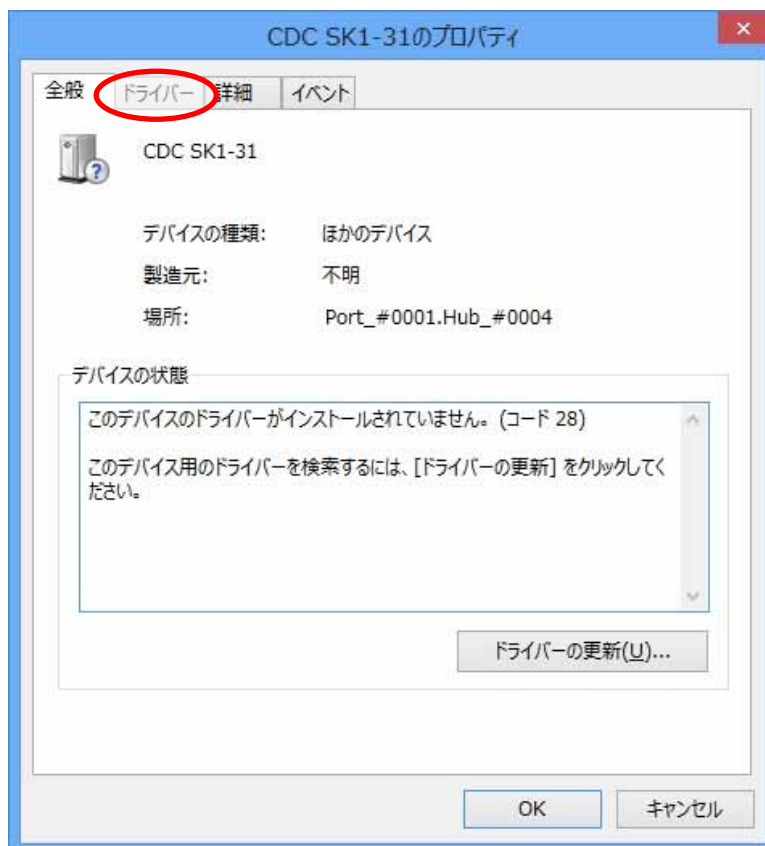 CDC SK1-31のプロパティ
全般 ドライバー 詳細 イベント
CDC SK1-31
デバイスの種類: ほかのデバイス
製造元: 不明
場所: Port_#0001.Hub_#0004
デバイスの状態
このデバイスのドライバーがインストールされていません。(コード 28)
このデバイス用のドライバーを検索するには、[ドライバーの更新] をクリックしてく
ださい。
ドライバーの更新(U)...
OK キャンセル